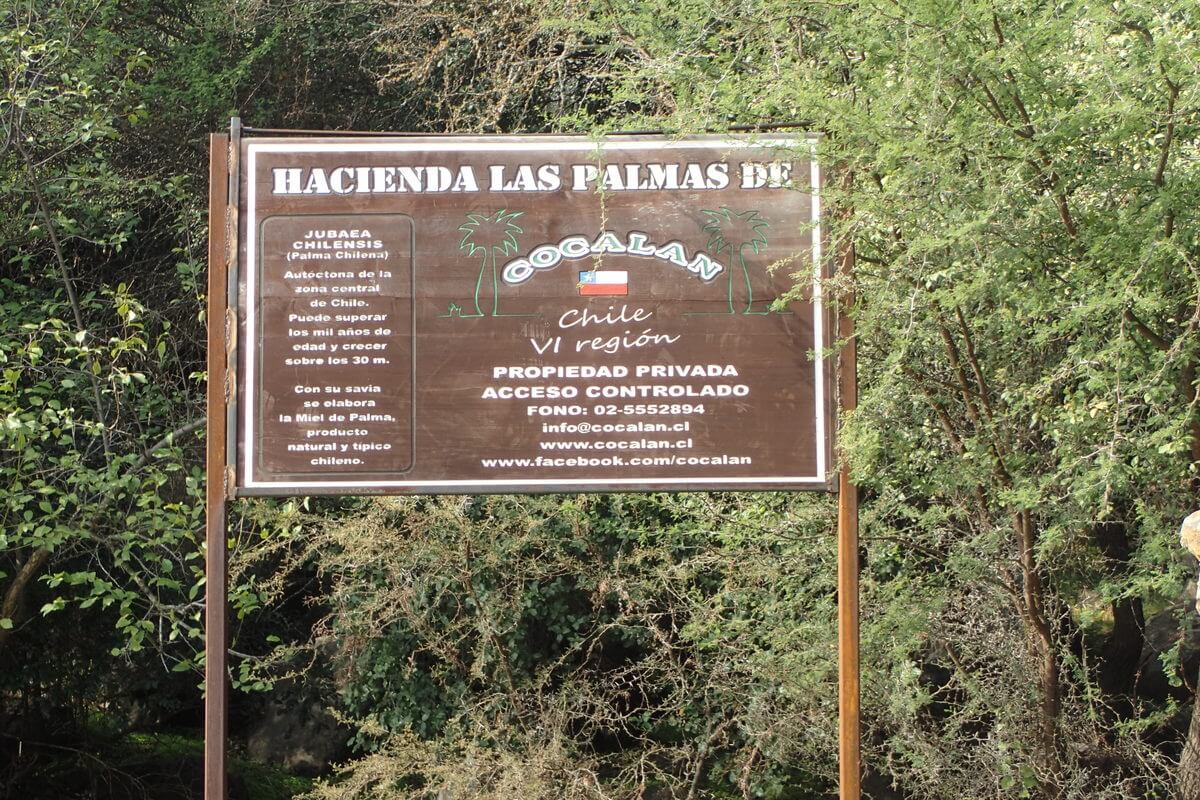 HACIENDA LAS PALMAS DE
COCALAN
Chile
VI región
JUBAEA
CHILENSIS
(Palma Chilena)
Autóctona de la
zona central
de Chile.
Puede superar
los mil años de
edad y crecer
sobre los 30 m.
Con su savia
se elabora
la Miel de Palma,
producto
natural y típico
chileno.
PROPIEDAD PRIVADA
ACCESO CONTROLADO
FONO: 02-5552894
info@cocalan.cl
www.cocalan.cl
www.facebook.com/cocalan